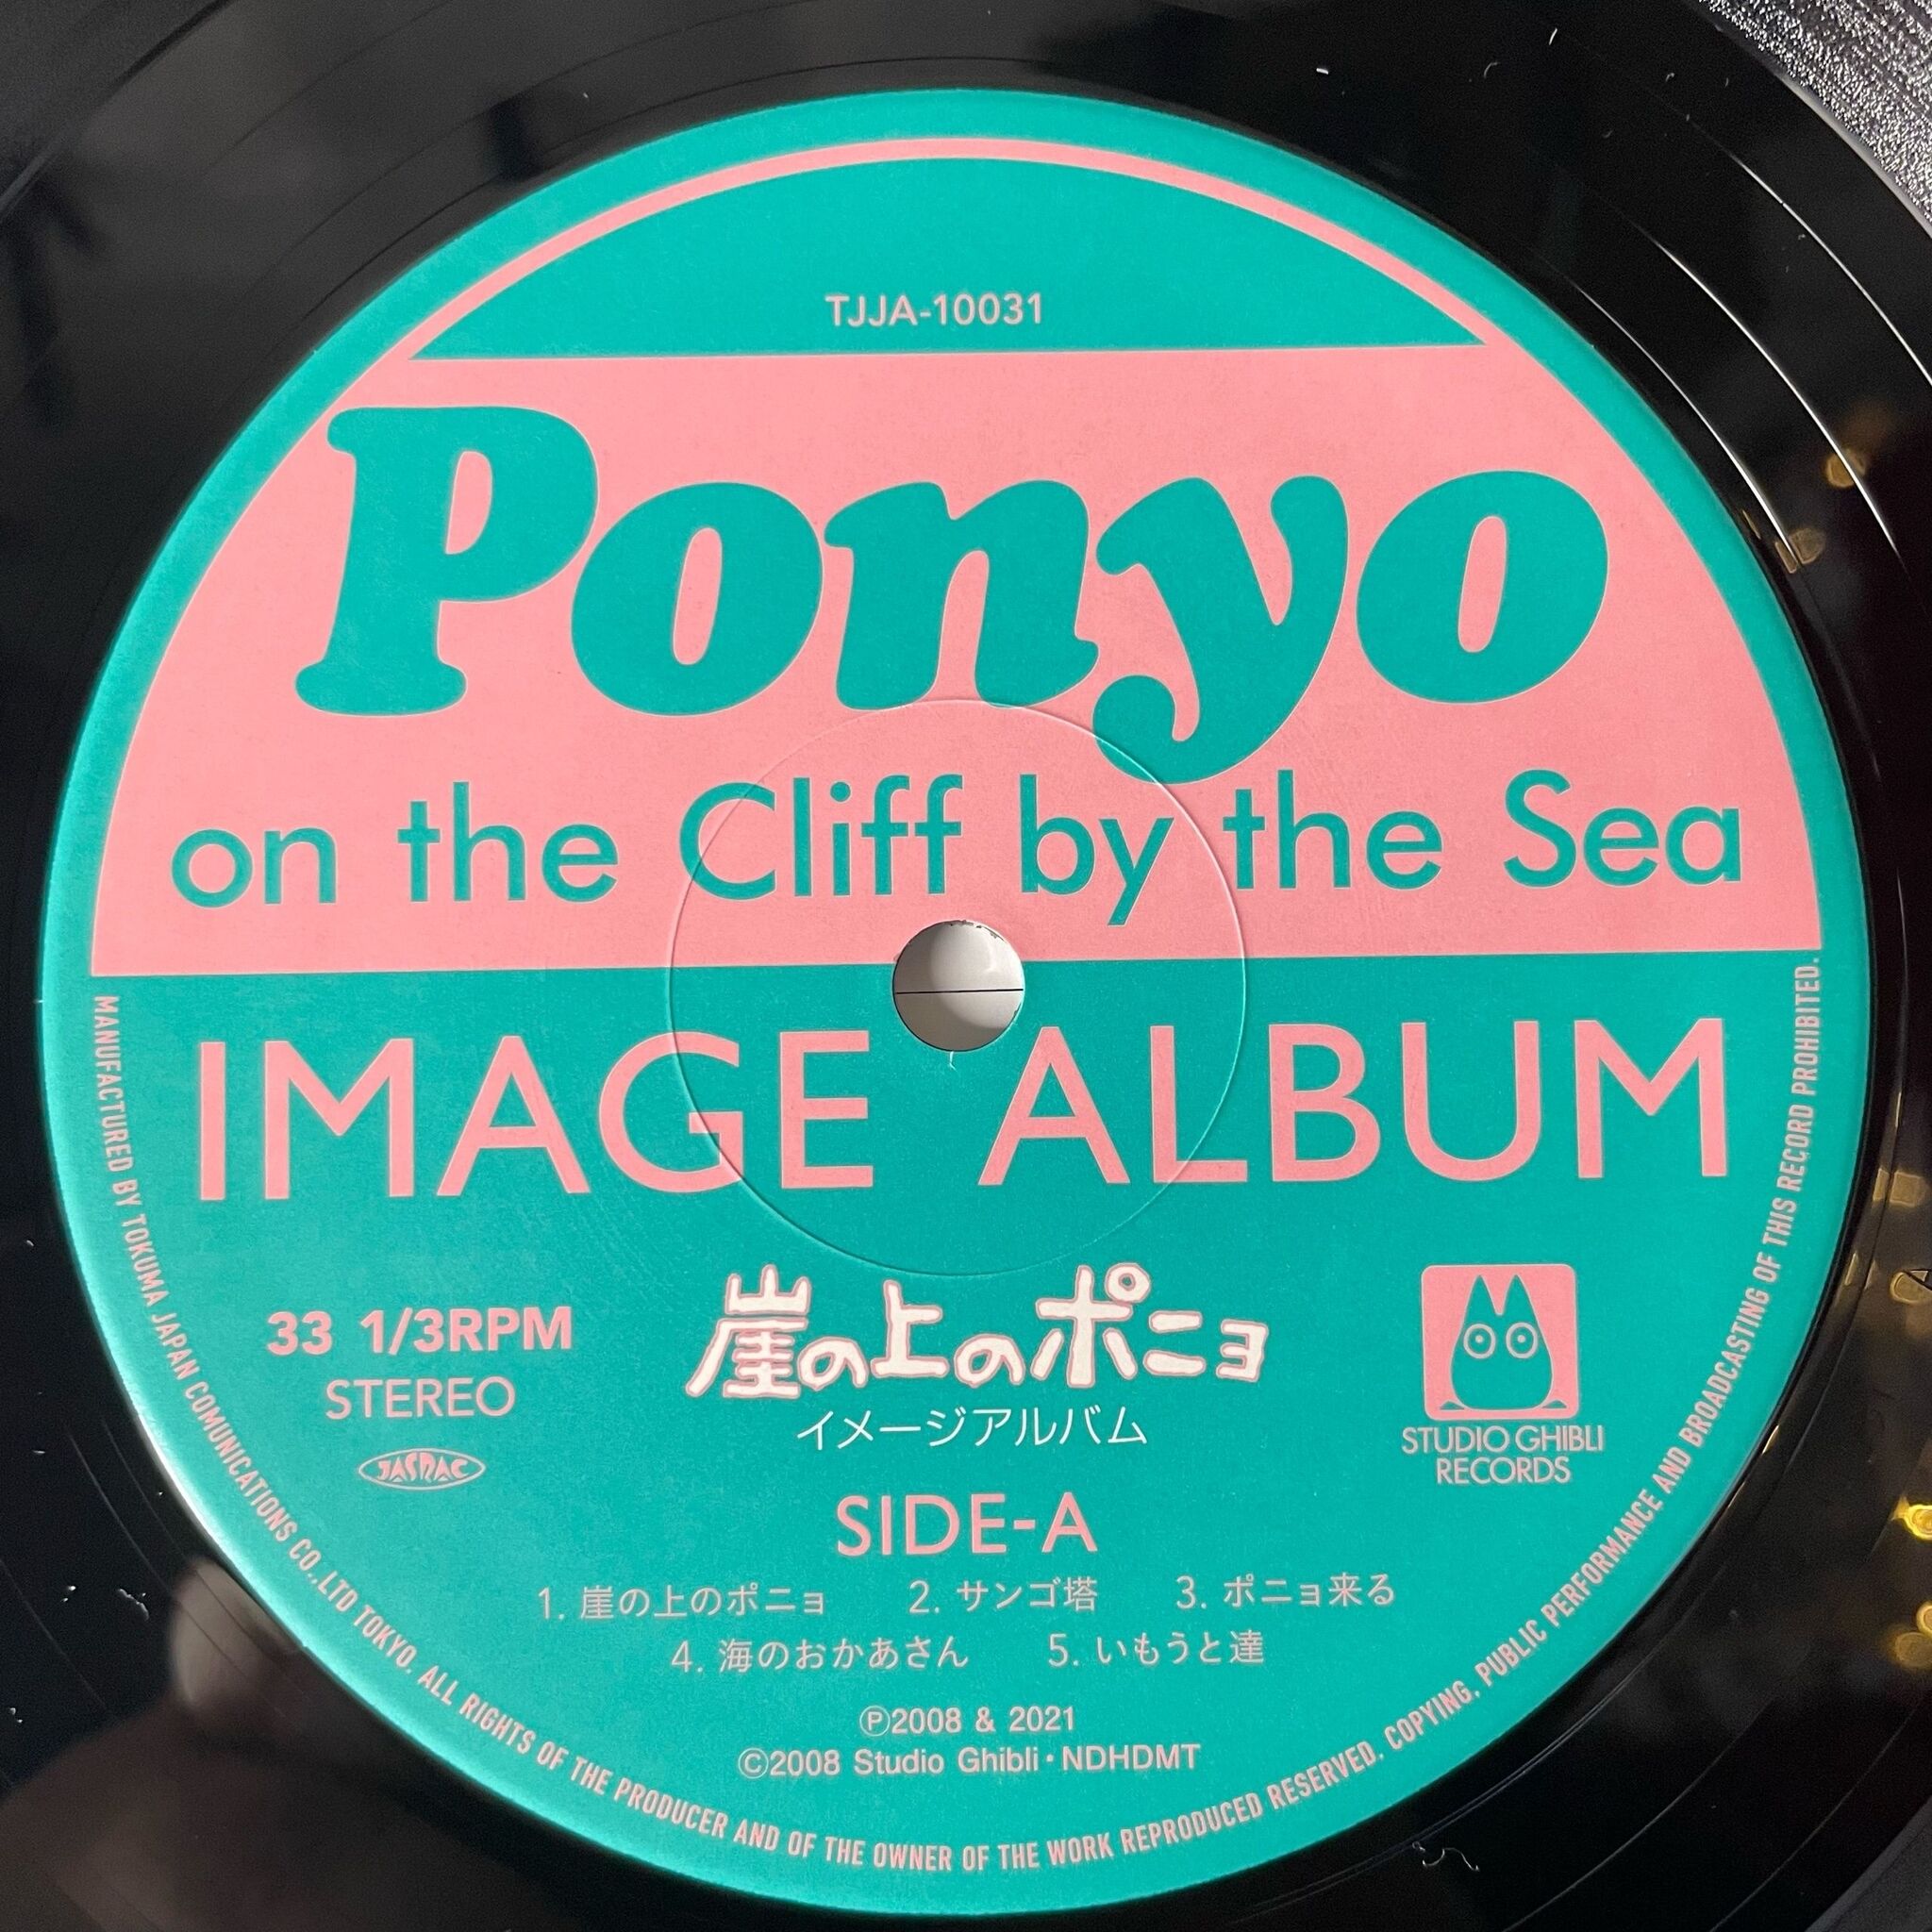 TJJA-10031
Ponyo
on the Cliff by the Sea
IMAGE ALBUM
33 1/3RPM
STEREO
JASRAC
崖の上のポニョ
イメージアルバム
STUDIO GHIBLI
RECORDS
SIDE-A
1. 崖の上のポニョ 2. サンゴ塔 3. ポニョ来る
4. 海のおかあさん 5. いもうと達
Ⓟ2008 & 2021
©2008 Studio Ghibli・NDHDMT
MANUFACTURED BY TOKUMA JAPAN COMUNICATIONS CO.,LTD TOKYO. ALL RIGHTS OF THE PRODUCER AND OF THE OWNER OF THE WORK REPRODUCED RESERVED. COPYING, PUBLIC PERFORMANCE AND BROADCASTING OF THIS RECORD PROHIBITED.